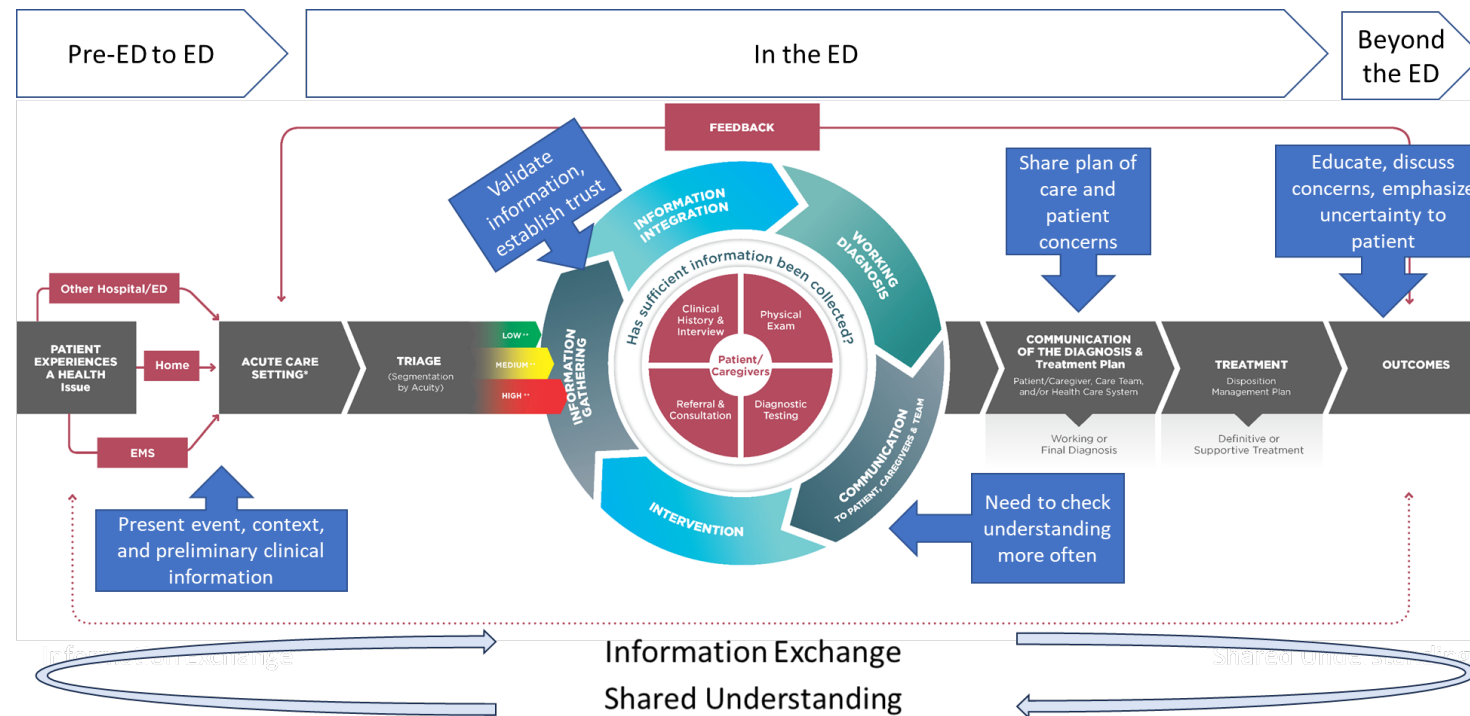 Pre-ED to ED
In the ED
Beyond
the ED
FEEDBACK
Validate
information,
establish trust
Share plan of
care and
patient
concerns
Educate, discuss
concerns, emphasize
uncertainty to
patient
INFORMATION
INTEGRATION
WORKING
DIAGNOSIS
Has sufficient information been collected?
Other Hospital/ED
Home
EMS
PATIENT
EXPERIENCES
A HEALTH
Issue
ACUTE CARE
SETTING*
TRIAGE
(Segmentation
by Acuity)
LOW **
MEDIUM **
HIGH **
INFORMATION
GATHERING
Clinical
History &
Interview
Physical
Exam
Patient/
Caregivers
Referral &
Consultation
Diagnostic
Testing
COMMUNICATION
TO PATIENT, CAREGIVERS & TEAM
INTERVENTION
COMMUNICATION
OF THE DIAGNOSIS &
Treatment Plan
Patient/Caregiver, Care Team,
and/or Health Care System
Working or
Final Diagnosis
TREATMENT
Disposition
Management Plan
Definitive or
Supportive Treatment
OUTCOMES
Present event, context,
and preliminary clinical
information
Need to check
understanding
more often
Information Exchange
Shared Understanding
Information Exchange
Shared Understanding